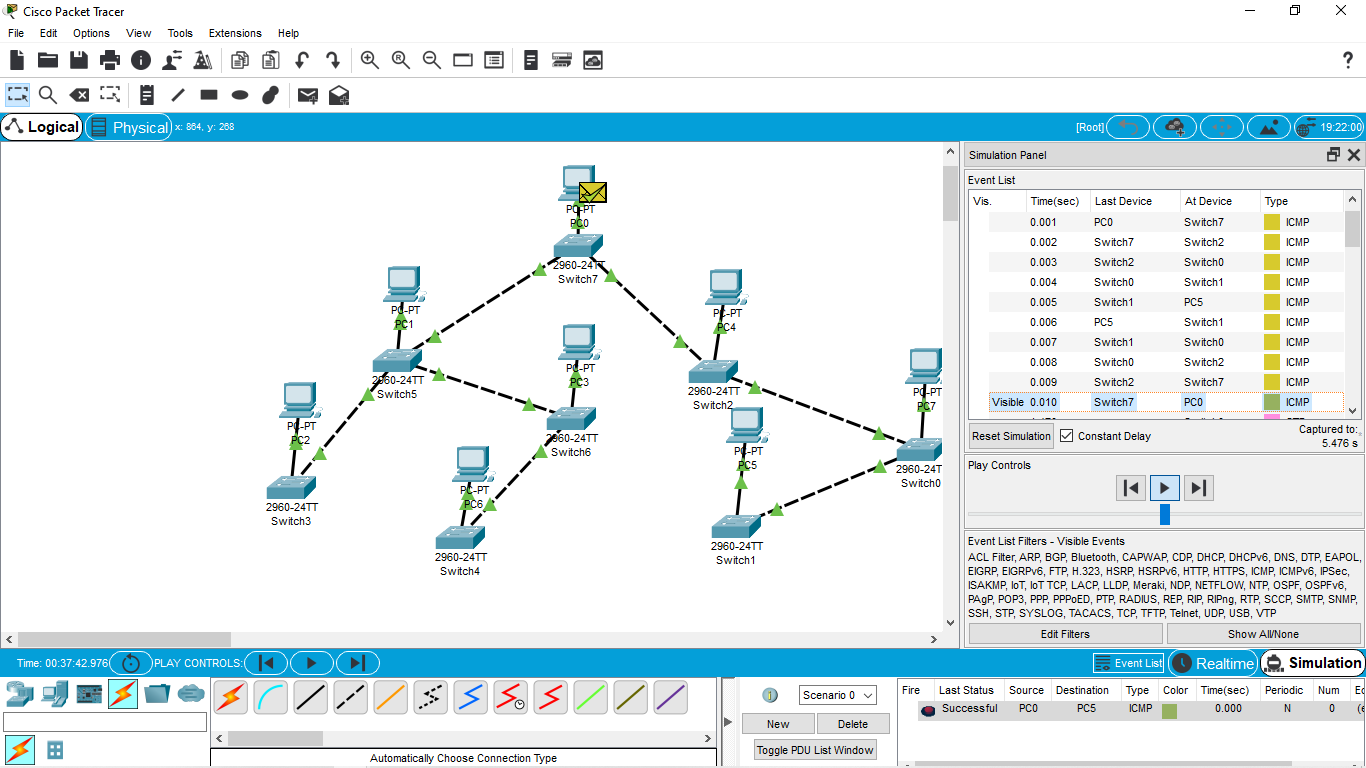 Cisco Packet Tracer
File Edit Options View Tools Extensions Help
Logical Physical x: 864, y: 268 [Root] 19:22:00
PC-PT
PC0
2960-24TT
Switch7
PC-PT
PC1
2960-24TT
Switch5
PC-PT
PC4
2960-24TT
Switch2
PC-PT
PC3
2960-24TT
Switch6
PC-PT
PC2
2960-24TT
Switch3
PC-PT
PC6
2960-24TT
Switch4
PC-PT
PC5
2960-24TT
Switch1
PC-PT
PC7
2960-24T
Switch0
Simulation Panel
Event List
Vis. Time(sec) Last Device At Device Type
0.001 PC0 Switch7 ICMP
0.002 Switch7 Switch2 ICMP
0.003 Switch2 Switch0 ICMP
0.004 Switch0 Switch1 ICMP
0.005 Switch1 PC5 ICMP
0.006 PC5 Switch1 ICMP
0.007 Switch1 Switch0 ICMP
0.008 Switch0 Switch2 ICMP
0.009 Switch2 Switch7 ICMP
Visible 0.010 Switch7 PC0 ICMP
Reset Simulation Constant Delay Captured to:
5.476 s
Play Controls
Event List Filters - Visible Events
ACL Filter, ARP, BGP, Bluetooth, CAPWAP, CDP, DHCP, DHCPv6, DNS, DTP, EAPOL,
EIGRP, EIGRPv6, FTP, H.323, HSRP, HSRPv6, HTTP, HTTPS, ICMP, ICMPv6, IPSec,
ISAKMP, IoT, IoT TCP, LACP, LLDP, Meraki, NDP, NETFLOW, NTP, OSPF, OSPFv6,
PAgP, POP3, PPP, PPPoED, PTP, RADIUS, REP, RIP, RIPng, RTP, SCCP, SMTP, SNMP,
SSH, STP, SYSLOG, TACACS, TCP, TFTP, Telnet, UDP, USB, VTP
Edit Filters Show All/None
Time: 00:37:42.976 PLAY CONTROLS: Event List Realtime Simulation
Automatically Choose Connection Type
Scenario 0
New Delete
Toggle PDU List Window
Fire Last Status Source Destination Type Color Time(sec) Periodic Num Ec
Successful PC0 PC5 ICMP 0.000 N 0 (e